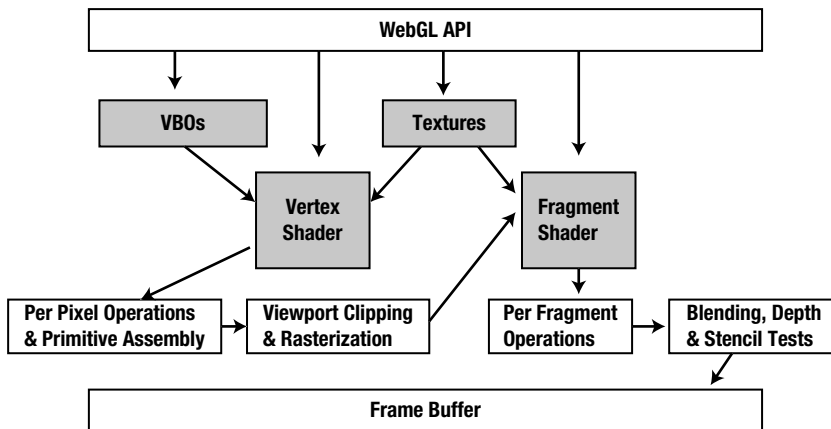 WebGL API
VBOs
Textures
Vertex
Shader
Fragment
Shader
Per Pixel Operations
& Primitive Assembly
Viewport Clipping
& Rasterization
Per Fragment
Operations
Blending, Depth
& Stencil Tests
Frame Buffer